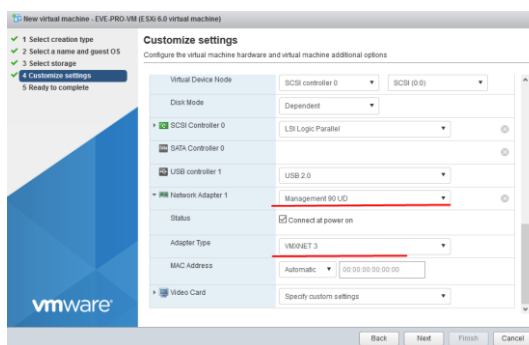 New virtual machine - EVE-PRO-VM (ESXi 6.0 virtual machine)
1 Select creation type
2 Select a name and guest OS
3 Select storage
4 Customize settings
5 Ready to complete
Customize settings
Configure the virtual machine hardware and virtual machine additional options
Virtual Device Node SCSI controller 0 SCSI (0:0)
Disk Mode Dependent
SCSI Controller 0 LSI Logic Parallel
SATA Controller 0
USB controller 1 USB 2.0
Network Adapter 1 Management 90 UD
Status Connect at power on
Adapter Type VMXNET 3
MAC Address Automatic 00:00:00:00:00:00
Video Card Specify custom settings
vmware
Back Next Finish Cancel